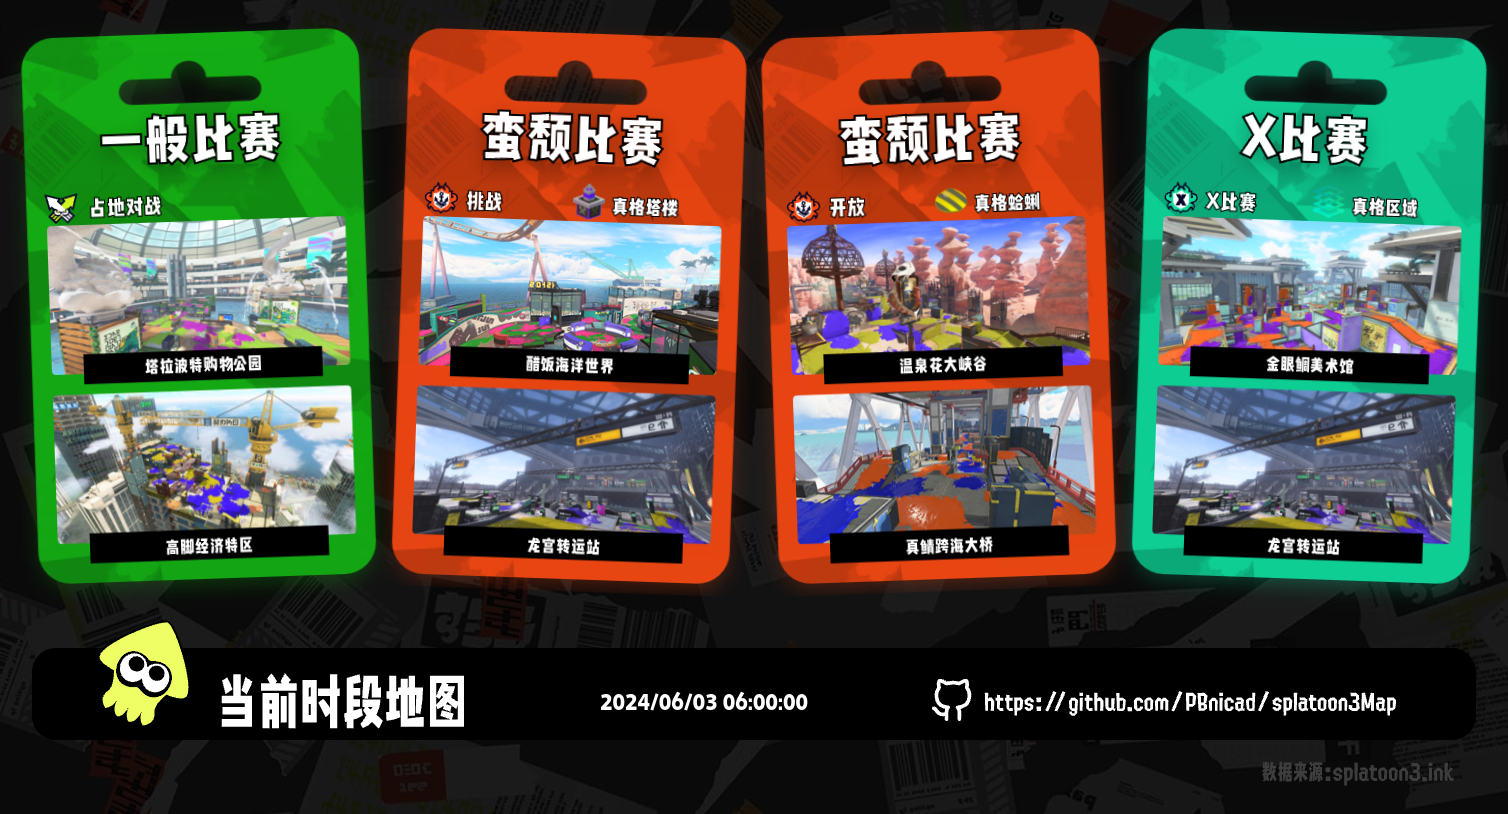 一般比赛
占地对战
塔拉波特购物公园
高脚经济特区
蛮颓比赛
挑战
真格塔楼
醋饭海洋世界
龙宫转运站
蛮颓比赛
开放
真格蛤蜊
温泉花大峡谷
真鲭跨海大桥
X比赛
X比赛
真格区域
金眼鲷美术馆
龙宫转运站
当前时段地图
2024/06/03 06:00:00
https://github.com/PBnicad/splatoon3Map
数据来源:splatoon3.ink